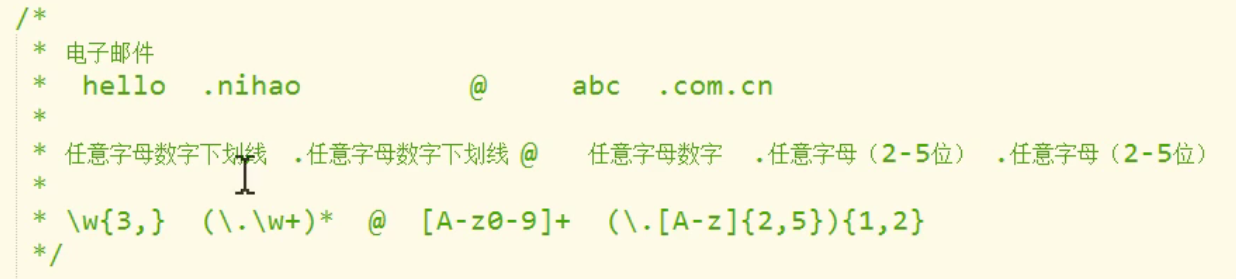 /*
* 电子邮件
* hello .nihao @ abc .com.cn
*
* 任意字母数字下划线 .任意字母数字下划线 @ 任意字母数字 .任意字母（2-5位） .任意字母（2-5位）
*
* \w{3,} (\.\w+)* @ [A-z0-9]+ (\.[A-z]{2,5}){1,2}
*/